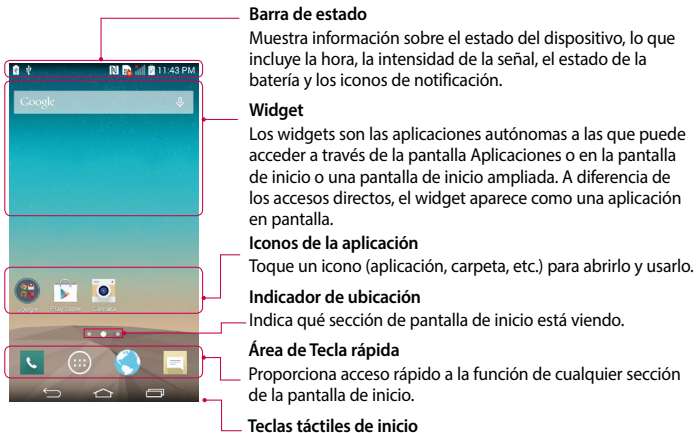 Barra de estado
Muestra información sobre el estado del dispositivo, lo que
incluye la hora, la intensidad de la señal, el estado de la
batería y los iconos de notificación.
11:43 PM
Google
Widget
Los widgets son las aplicaciones autónomas a las que puede
acceder a través de la pantalla Aplicaciones o en la pantalla
de inicio o una pantalla de inicio ampliada. A diferencia de
los accesos directos, el widget aparece como una aplicación
en pantalla.
Iconos de la aplicación
Toque un icono (aplicación, carpeta, etc.) para abrirlo y usarlo.
Google Play Store Cámara
Indicador de ubicación
Indica qué sección de pantalla de inicio está viendo.
Área de Tecla rápida
Proporciona acceso rápido a la función de cualquier sección
de la pantalla de inicio.
Teclas táctiles de inicio